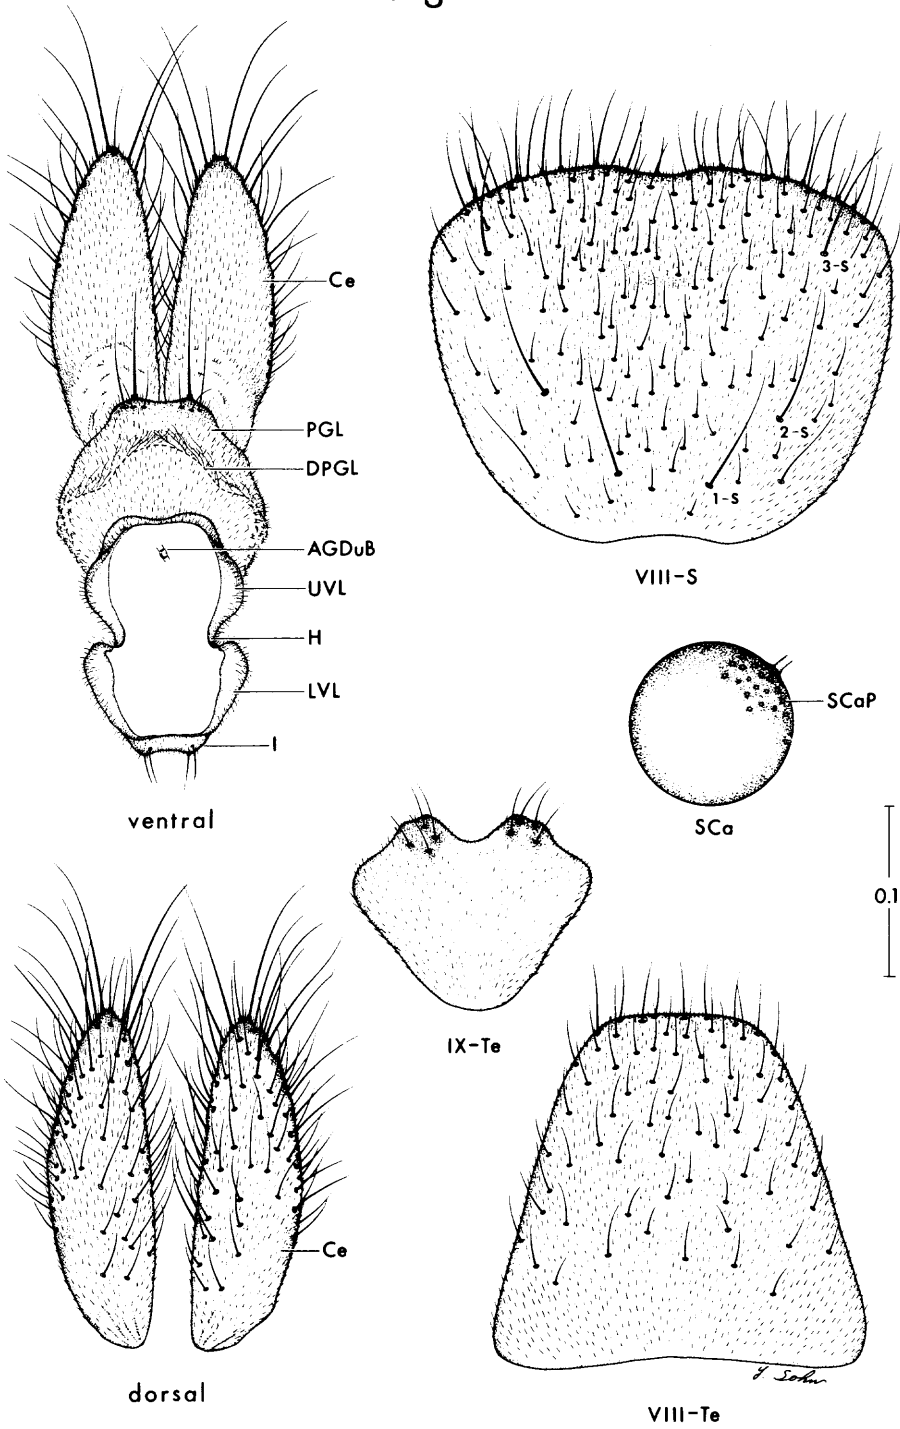 Ce
PGL
DPGL
AGDuB
UVL
H
LVL
I
ventral
3-S
2-S
1-S
VIII-S
SCaP
SCa
0.1
IX-Te
Ce
dorsal
Y. Sohn
VIII-Te